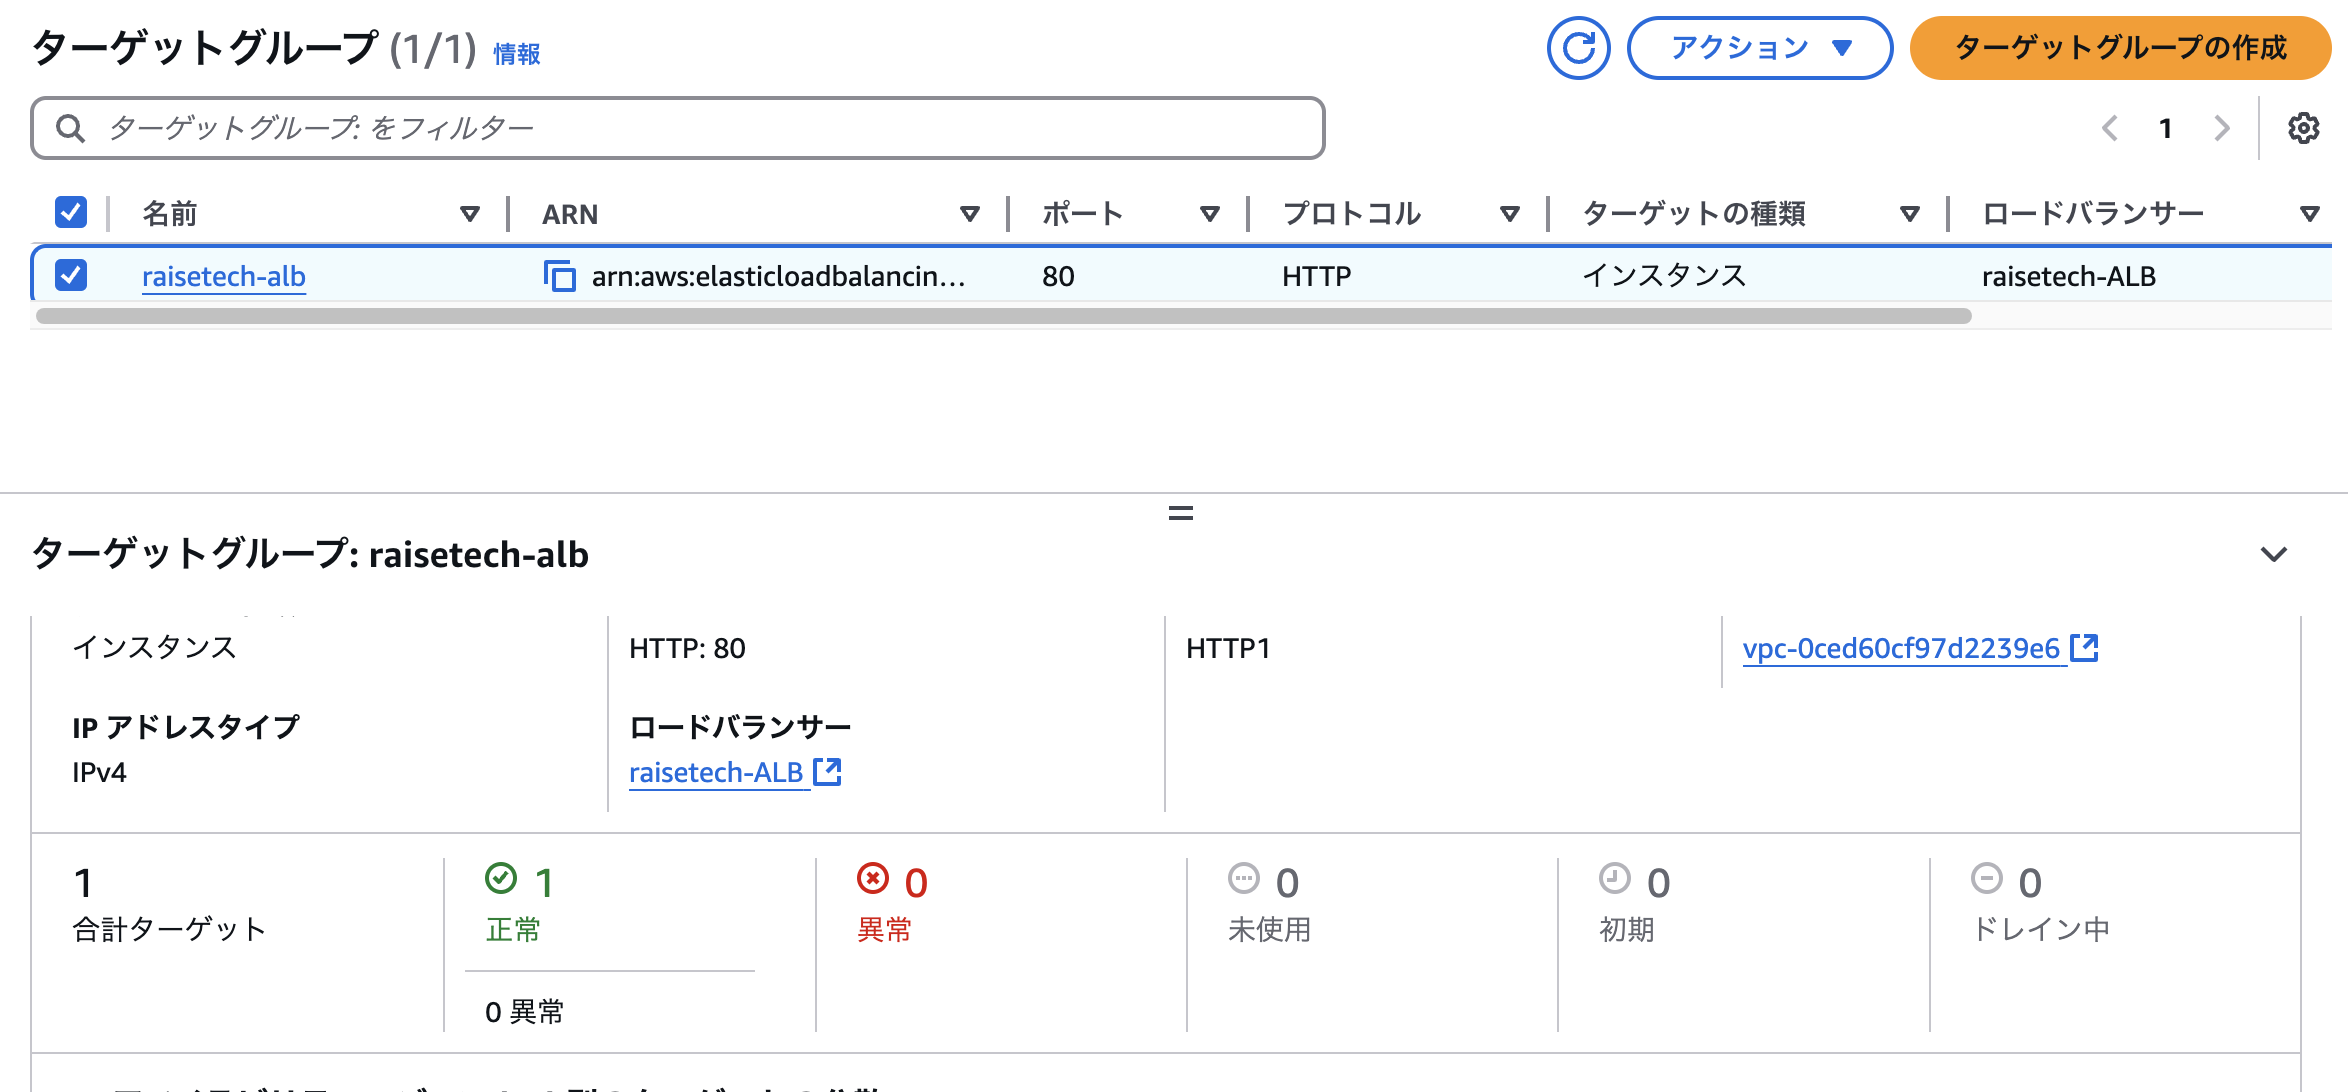 ターゲットグループ (1/1) 情報
アクション
ターゲットグループの作成
ターゲットグループ: をフィルター
1
名前 ARN ポート プロトコル ターゲットの種類 ロードバランサー
raisetech-alb arn:aws:elasticloadbalancin... 80 HTTP インスタンス raisetech-ALB
ターゲットグループ: raisetech-alb
インスタンス HTTP: 80 HTTP1 vpc-0ced60cf97d2239e6
IP アドレスタイプ ロードバランサー
IPv4 raisetech-ALB
1 1 0 0 0 0
合計ターゲット 正常 異常 未使用 初期 ドレイン中
0 異常